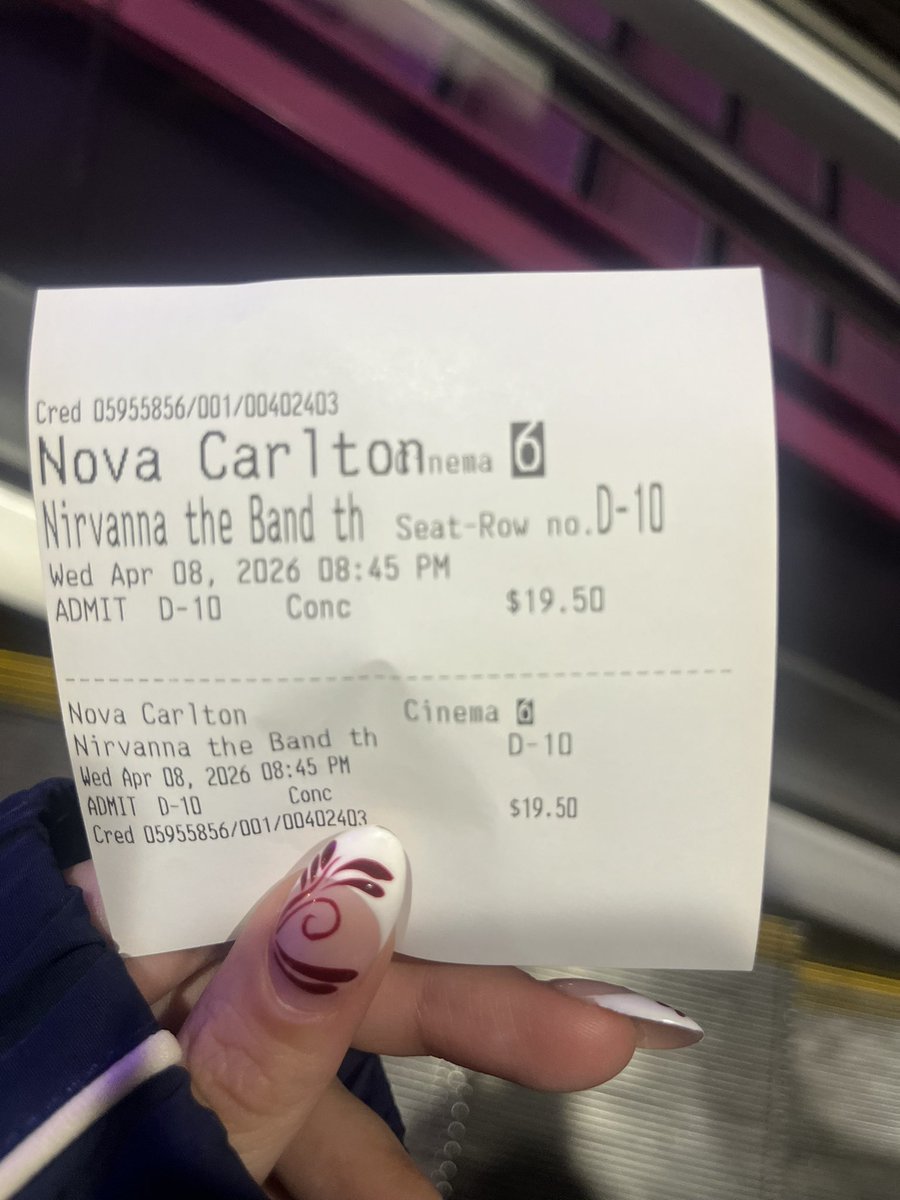 Cred 05955856/001/00402403
Nova Carlton Cinema 6
Nirvanna the Band th Seat-Row no.D-10
Wed Apr 08, 2026 08:45 PM
ADMIT D-10 Conc $19.50
Nova Carlton Cinema 6
Nirvanna the Band th D-10
Wed Apr 08, 2026 08:45 PM
ADMIT D-10 Conc $19.50
Cred 05955856/001/00402403